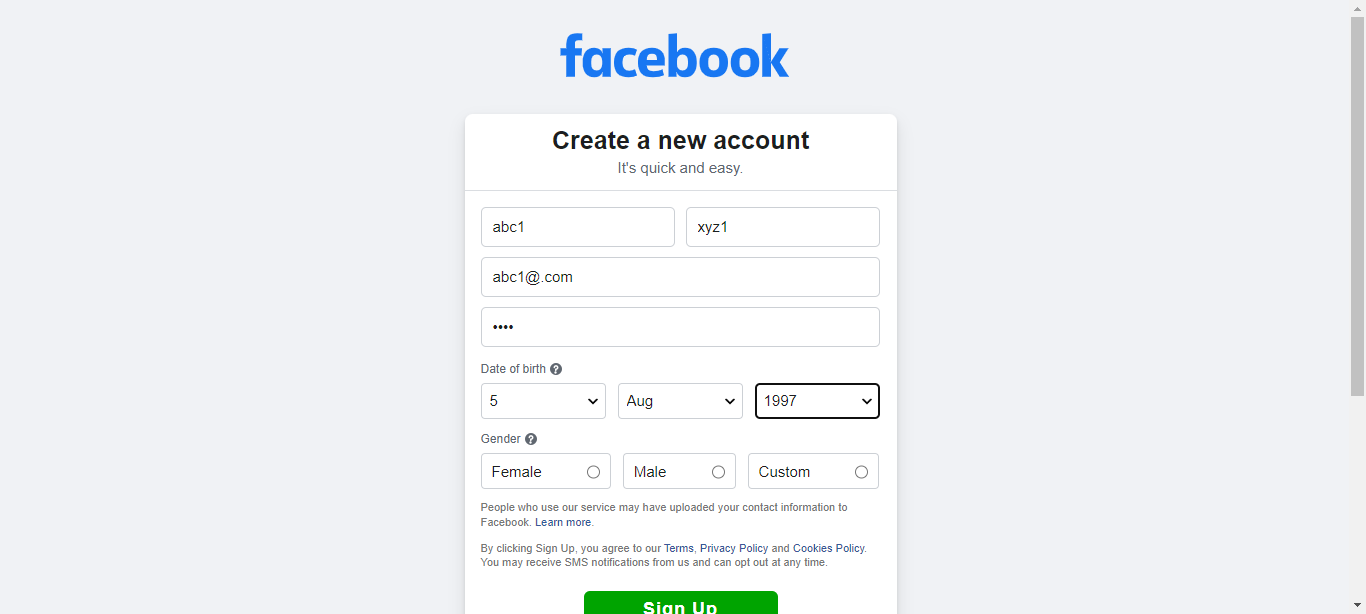 facebook
Create a new account
It's quick and easy.
abc1 xyz1
abc1@.com
••••
Date of birth ?
5 Aug 1997
Gender ?
Female Male Custom
People who use our service may have uploaded your contact information to
Facebook. Learn more.
By clicking Sign Up, you agree to our Terms, Privacy Policy and Cookies Policy.
You may receive SMS notifications from us and can opt out at any time.
Sign Up